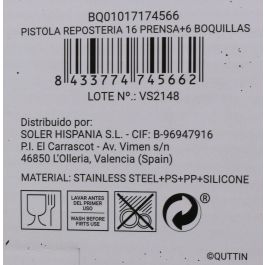 BQ01017174566
PISTOLA REPOSTERIA 16 PRENSA+6 BOQUILLAS
8 433774 745662
LOTE Nº.: VS2148
Distribuido por:
SOLER HISPANIA S.L. - CIF: B-96947916
P.I. El Carrascot - Av. Vimen s/n
46850 L'Olleria, Valencia (Spain)
MATERIAL: STAINLESS STEEL+PS+PP+SILICONE
LAVAR ANTES
DEL PRIMER
USO
WASH BEFORE
FIRTS USE
®
©QUTTIN